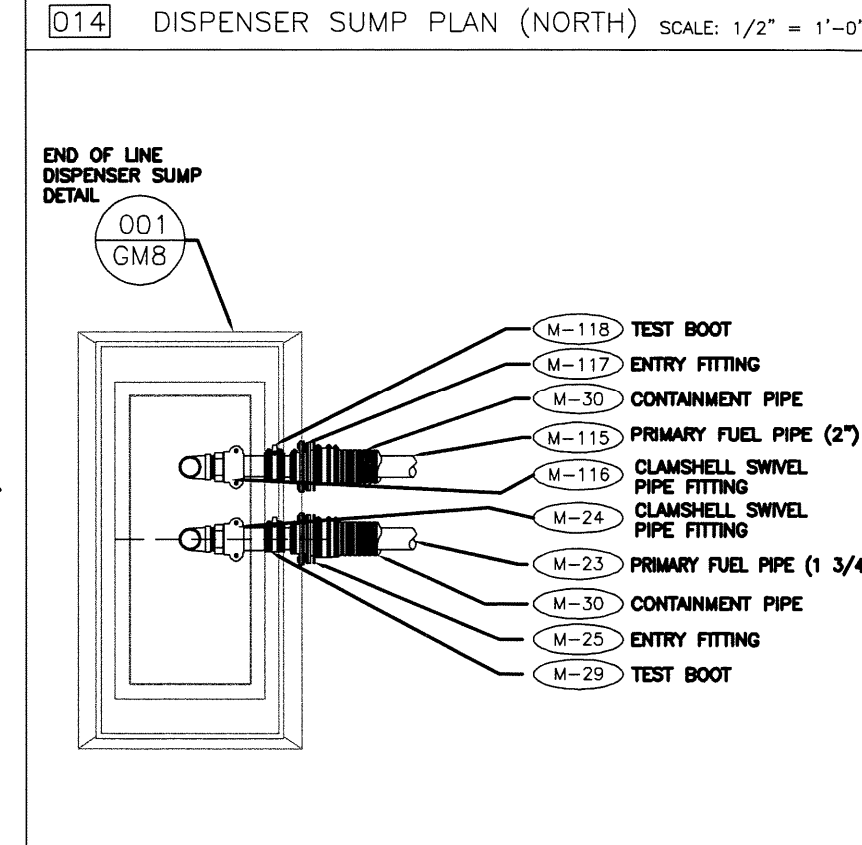 014 DISPENSER SUMP PLAN (NORTH) SCALE: 1/2" = 1'-0"
END OF LINE
DISPENSER SUMP
DETAIL
001
GM8
M-118 TEST BOOT
M-117 ENTRY FITTING
M-30 CONTAINMENT PIPE
M-115 PRIMARY FUEL PIPE (2")
M-116 CLAMSHELL SWIVEL
PIPE FITTING
M-24 CLAMSHELL SWIVEL
PIPE FITTING
M-23 PRIMARY FUEL PIPE (1 3/4
M-30 CONTAINMENT PIPE
M-25 ENTRY FITTING
M-29 TEST BOOT